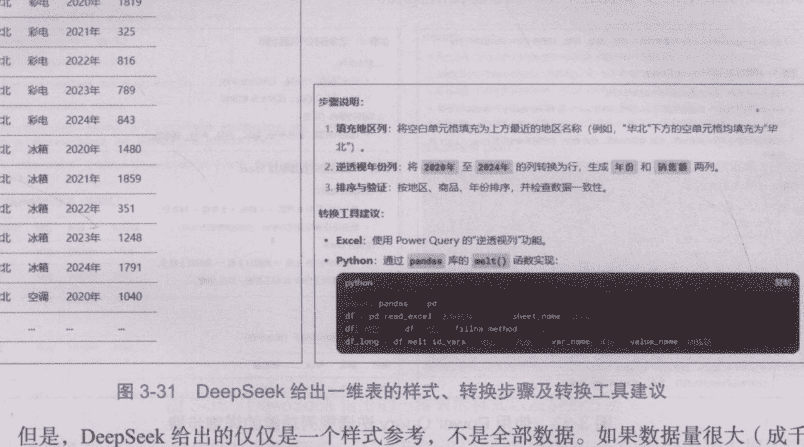 北 彩电 2020年 1819
北 彩电 2021年 325
北 彩电 2022年 816
北 彩电 2023年 789
北 彩电 2024年 843
北 冰箱 2020年 1480
北 冰箱 2021年 1859
北 冰箱 2022年 351
北 冰箱 2023年 1248
北 冰箱 2024年 1791
北 空调 2020年 1040
... ... ...
步骤说明：
1. 填充地区列：将空白单元格填充为上方最近的地区名称（例如，“华北”下方的空单元格均填充为“华
北”）。
2. 逆透视年份列：将 2020年 至 2024年 的列转换为行，生成 年份 和 销售额 两列。
3. 排序与验证：按地区、商品、年份排序，并检查数据一致性。
转换工具建议：
• Excel：使用 Power Query 的“逆透视列”功能。
• Python：通过 pandas 库的 melt() 函数实现：
python 复制
pandas pd
df pd read_excel sheet_name
df df fillna method
df_long df melt id_vars var_name value_name
图 3-31 DeepSeek 给出一维表的样式、转换步骤及转换工具建议
但是，DeepSeek 给出的仅仅是一个样式参考，不是全部数据。如果数据量很大（成千